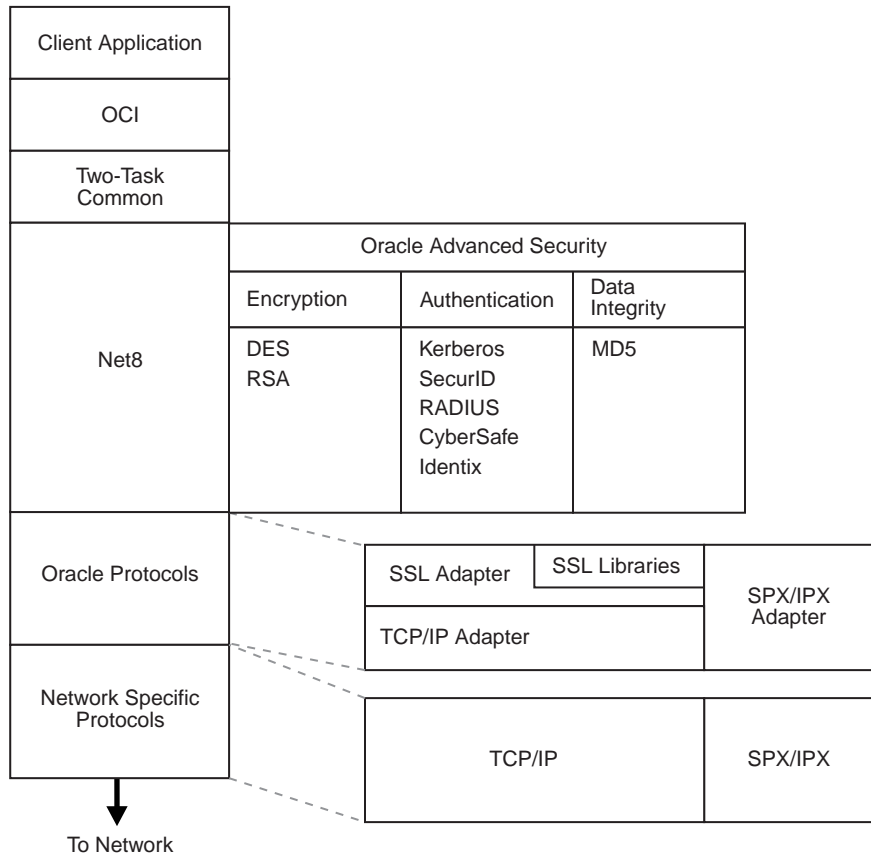 Client Application
OCI
Two-Task
Common
Net8
Oracle Advanced Security
Encryption
Authentication
Data
Integrity
DES
RSA
Kerberos
SecurID
RADIUS
CyberSafe
Identix
MD5
Oracle Protocols
SSL Adapter
SSL Libraries
TCP/IP Adapter
SPX/IPX
Adapter
Network Specific
Protocols
TCP/IP
SPX/IPX
To Network